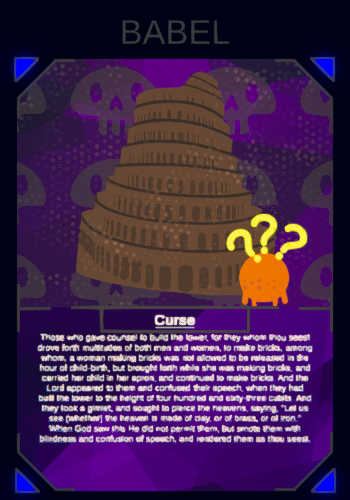 BABEL
???
Curse
Those who gave counsel to build the tower, for they whom thou seest
drove forth multitudes of both men and women, to make bricks, among
whom, a woman making bricks was not allowed to be released in the
hour of child-birth, but brought forth while she was making bricks, and
carried her child in her apron, and continued to make bricks. And the
Lord appeared to them and confused their speech, when they had
built the tower to the height of four hundred and sixty-three cubits. And
they took a gimlet, and sought to pierce the heavens, saying, "Let us
see (whether) the heaven is made of clay, or of brass, or of iron."
When God saw this He did not permit them, but smote them with
blindness and confusion of speech, and rendered them as thou seest.